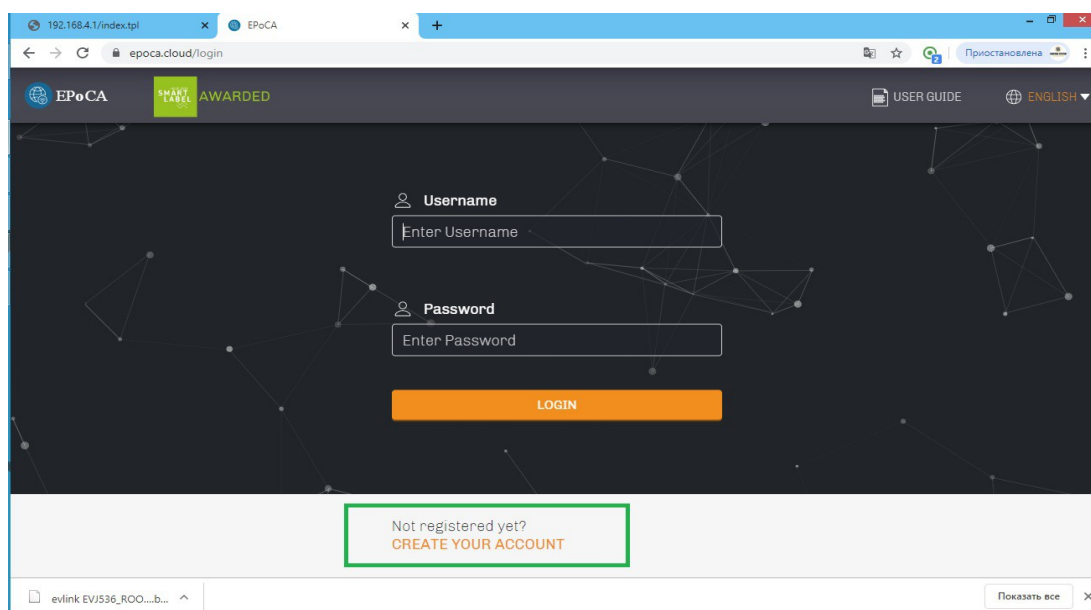 192.168.4.1/index.tpl
EPoCA
epoca.cloud/login
Приостановлена
EPoCA
SMART LABEL
AWARDED
USER GUIDE
ENGLISH
Username
Enter Username
Password
Enter Password
LOGIN
Not registered yet?
CREATE YOUR ACCOUNT
evlink EVJ536_ROO....b...
Показать все